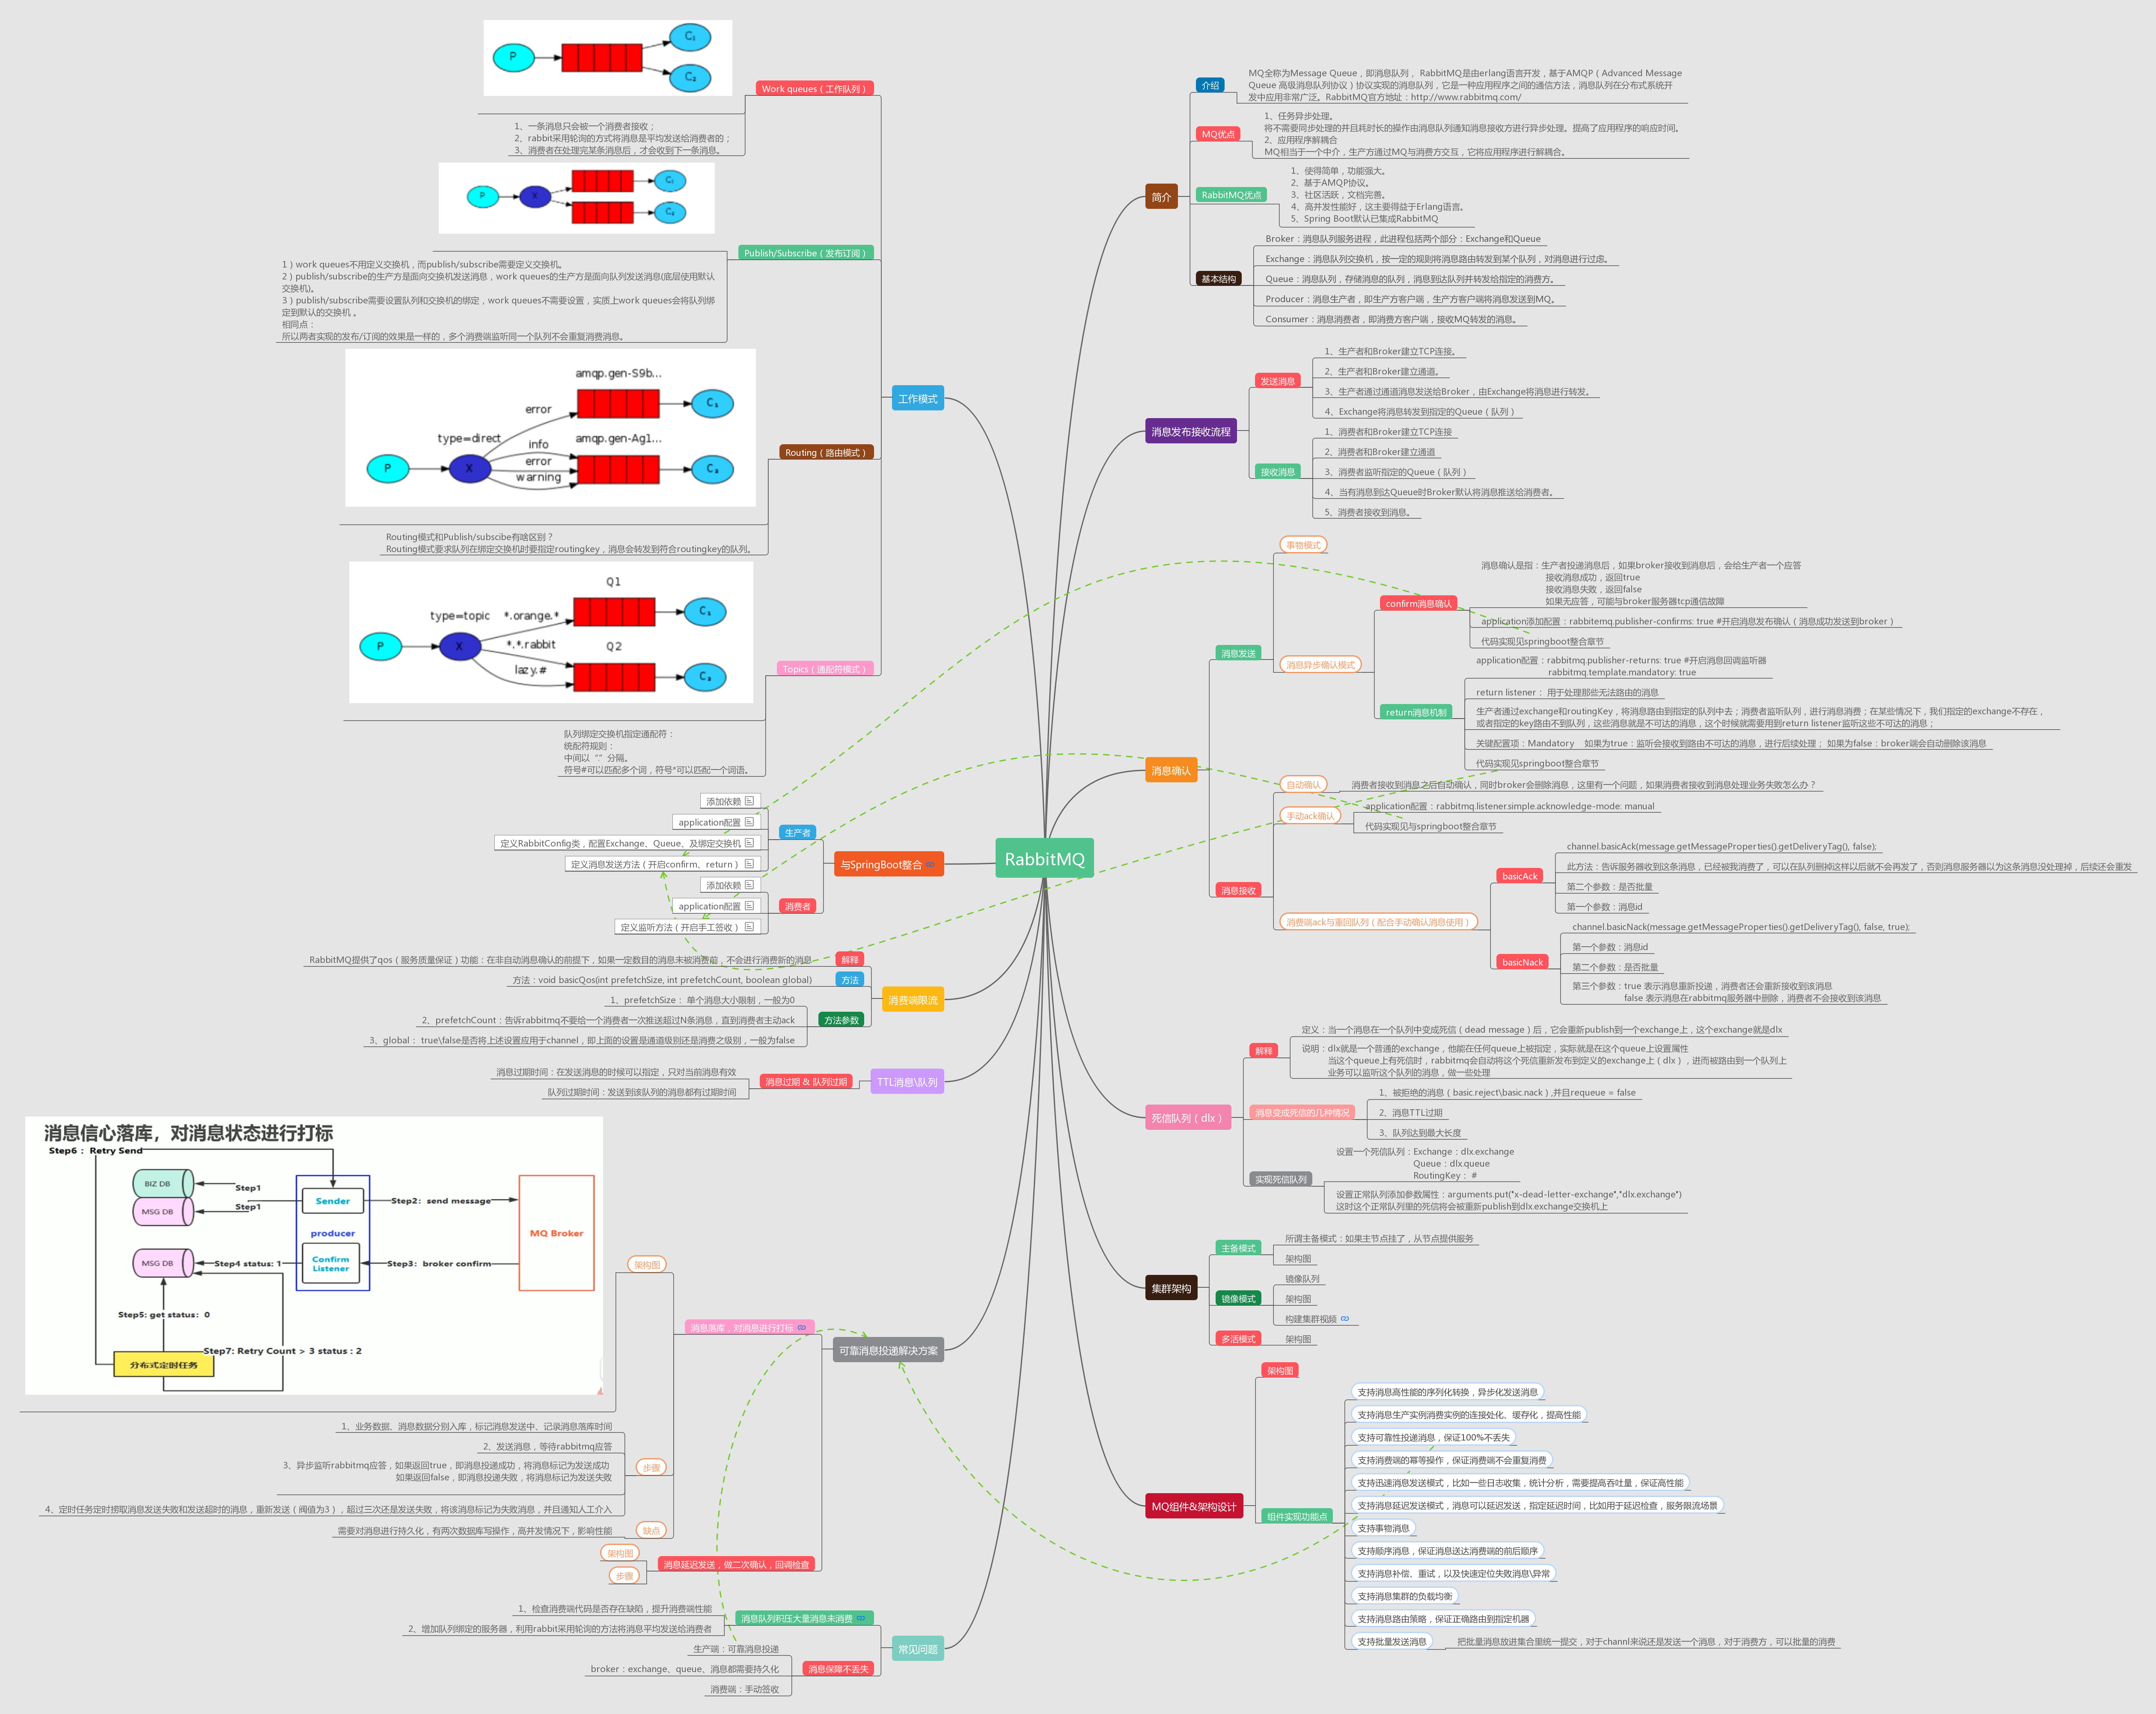 RabbitMQ
简介
介绍
MQ全称为Message Queue，即消息队列， RabbitMQ是由erlang语言开发，基于AMQP（Advanced Message
Queue 高级消息队列协议）协议实现的消息队列，它是一种应用程序之间的通信方法，消息队列在分布式系统开
发中应用非常广泛。RabbitMQ官方地址：http://www.rabbitmq.com/
MQ优点
1、任务异步处理。
将不需要同步处理的并且耗时长的操作由消息队列通知消息接收方进行异步处理。提高了应用程序的响应时间。
2、应用程序解耦合
MQ相当于一个中介，生产方通过MQ与消费方交互，它将应用程序进行解耦合。
RabbitMQ优点
1、使得简单，功能强大。
2、基于AMQP协议。
3、社区活跃，文档完善。
4、高并发性能好，这主要得益于Erlang语言。
5、Spring Boot默认已集成RabbitMQ
基本结构
Broker：消息队列服务进程，此进程包括两个部分：Exchange和Queue
Exchange：消息队列交换机，按一定的规则将消息路由转发到某个队列，对消息进行过虑。
Queue：消息队列，存储消息的队列，消息到达队列并转发给指定的消费方。
Producer：消息生产者，即生产方客户端，生产方客户端将消息发送到MQ。
Consumer：消息消费者，即消费方客户端，接收MQ转发的消息。
消息发布接收流程
发送消息
1、生产者和Broker建立TCP连接。
2、生产者和Broker建立通道。
3、生产者通过通道消息发送给Broker，由Exchange将消息进行转发。
4、Exchange将消息转发到指定的Queue（队列）
接收消息
1、消费者和Broker建立TCP连接
2、消费者和Broker建立通道
3、消费者监听指定的Queue（队列）
4、当有消息到达Queue时Broker默认将消息推送给消费者。
5、消费者接收到消息。
消息确认
消息发送
事物模式
消息异步确认模式
confirm消息确认
消息确认是指：生产者投递消息后，如果broker接收到消息后，会给生产者一个应答
接收消息成功，返回true
接收消息失败，返回false
如果无应答，可能与broker服务器tcp通信故障
application添加配置：rabbitemq.publisher-confirms: true #开启消息发布确认（消息成功发送到broker）
代码实现见springboot整合章节
return消息机制
application配置：rabbitmq.publisher-returns: true #开启消息回调监听器
rabbitmq.template.mandatory: true
return listener： 用于处理那些无法路由的消息
生产者通过exchange和routingKey，将消息路由到指定的队列中去；消费者监听队列，进行消息消费；在某些情况下，我们指定的exchange不存在，
或者指定的key路由不到队列，这些消息就是不可达的消息，这个时候就需要用到return listener监听这些不可达的消息；
关键配置项：Mandatory 如果为true：监听会接收到路由不可达的消息，进行后续处理； 如果为false：broker端会自动删除该消息
代码实现见springboot整合章节
消息接收
自动确认
消费者接收到消息之后自动确认，同时broker会删除消息，这里有一个问题，如果消费者接收到消息处理业务失败怎么办？
手动ack确认
application配置：rabbitmq.listener.simple.acknowledge-mode: manual
代码实现见与springboot整合章节
消费端ack与重回队列（配合手动确认消息使用）
basicAck
channel.basicAck(message.getMessageProperties().getDeliveryTag(), false);
此方法：告诉服务器收到这条消息，已经被我消费了，可以在队列删掉这样以后就不会再发了，否则消息服务器以为这条消息没处理掉，后续还会重发
第二个参数：是否批量
第一个参数：消息id
basicNack
channel.basicNack(message.getMessageProperties().getDeliveryTag(), false, true);
第一个参数：消息id
第二个参数：是否批量
第三个参数：true 表示消息重新投递，消费者还会重新接收到该消息
false 表示消息在rabbitmq服务器中删除，消费者不会接收到该消息
死信队列（dlx）
解释
定义：当一个消息在一个队列中变成死信（dead message）后，它会重新publish到一个exchange上，这个exchange就是dlx
说明：dlx就是一个普通的exchange，他能在任何queue上被指定，实际就是在这个queue上设置属性
当这个queue上有死信时，rabbitmq会自动将这个死信重新发布到定义的exchange上（dlx），进而被路由到一个队列上
业务可以监听这个队列的消息，做一些处理
消息变成死信的几种情况
1、被拒绝的消息（basic.reject\basic.nack）,并且requeue = false
2、消息TTL过期
3、队列达到最大长度
实现死信队列
设置一个死信队列：Exchange：dlx.exchange
Queue：dlx.queue
RoutingKey： #
设置正常队列添加参数属性：arguments.put("x-dead-letter-exchange","dlx.exchange")
这时这个正常队列里的死信将会被重新publish到dlx.exchange交换机上
集群架构
主备模式
所谓主备模式：如果主节点挂了，从节点提供服务
架构图
镜像模式
镜像队列
架构图
构建集群视频
多活模式
架构图
MQ组件&架构设计
架构图
组件实现功能点
支持消息高性能的序列化转换，异步化发送消息
支持消息生产实例消费实例的连接处化、缓存化，提高性能
支持可靠性投递消息，保证100%不丢失
支持消费端的幂等操作，保证消费端不会重复消费
支持迅速消息发送模式，比如一些日志收集，统计分析，需要提高吞吐量，保证高性能
支持消息延迟发送模式，消息可以延迟发送，指定延迟时间，比如用于延迟检查，服务限流场景
支持事物消息
支持顺序消息，保证消息送达消费端的前后顺序
支持消息补偿、重试，以及快速定位失败消息\异常
支持消息集群的负载均衡
支持消息路由策略，保证正确路由到指定机器
支持批量发送消息
把批量消息放进集合里统一提交，对于channl来说还是发送一个消息，对于消费方，可以批量的消费
工作模式
Work queues（工作队列）
P
C₁
C₂
1、一条消息只会被一个消费者接收；
2、rabbit采用轮询的方式将消息是平均发送给消费者的；
3、消费者在处理完某条消息后，才会收到下一条消息。
Publish/Subscribe（发布订阅）
P
X
C₁
C₂
1）work queues不用定义交换机，而publish/subscribe需要定义交换机。
2）publish/subscribe的生产方是面向交换机发送消息，work queues的生产方是面向队列发送消息(底层使用默认
交换机)。
3）publish/subscribe需要设置队列和交换机的绑定，work queues不需要设置，实质上work queues会将队列绑
定到默认的交换机 。
相同点：
所以两者实现的发布/订阅的效果是一样的，多个消费端监听同一个队列不会重复消费消息。
Routing（路由模式）
amqp.gen-S9b...
error
C₁
type=direct
info
amqp.gen-Ag1...
P
X
error
C₂
warning
Routing模式和Publish/subscibe有啥区别？
Routing模式要求队列在绑定交换机时要指定routingkey，消息会转发到符合routingkey的队列。
Topics（通配符模式）
Q1
type=topic
*.orange.*
C₁
P
X
*.*.rabbit
Q2
lazy.#
C₂
队列绑定交换机指定通配符：
统配符规则：
中间以“.”分隔。
符号#可以匹配多个词，符号*可以匹配一个词语。
与SpringBoot整合
生产者
添加依赖
application配置
定义RabbitConfig类，配置Exchange、Queue、及绑定交换机
定义消息发送方法（开启confirm、return）
消费者
添加依赖
application配置
定义监听方法（开启手工签收）
消费端限流
解释
RabbitMQ提供了qos（服务质量保证）功能：在非自动消息确认的前提下，如果一定数目的消息未被消费前，不会进行消费新的消息
方法
方法：void basicQos(int prefetchSize, int prefetchCount, boolean global)
方法参数
1、prefetchSize： 单个消息大小限制，一般为0
2、prefetchCount：告诉rabbitmq不要给一个消费者一次推送超过N条消息，直到消费者主动ack
3、global： true\false是否将上述设置应用于channel，即上面的设置是通道级别还是消费之级别，一般为false
TTL消息\队列
消息过期 & 队列过期
消息过期时间：在发送消息的时候可以指定，只对当前消息有效
队列过期时间：发送到该队列的消息都有过期时间
可靠消息投递解决方案
消息落库，对消息进行打标
架构图
消息信心落库，对消息状态进行打标
Step6： Retry Send
BIZ DB
Step1
Sender
Step2：send message
MSG DB
Step1
producer
MQ Broker
MSG DB
Step4 status: 1
Confirm
Listener
Step3：broker confirm
Step5: get status：0
Step7: Retry Count > 3 status : 2
分布式定时任务
步骤
1、业务数据、消息数据分别入库，标记消息发送中、记录消息落库时间
2、发送消息，等待rabbitmq应答
3、异步监听rabbitmq应答，如果返回true，即消息投递成功，将消息标记为发送成功
如果返回false，即消息投递失败，将消息标记为发送失败
4、定时任务定时捞取消息发送失败和发送超时的消息，重新发送（阀值为3），超过三次还是发送失败，将该消息标记为失败消息，并且通知人工介入
缺点
需要对消息进行持久化，有两次数据库写操作，高并发情况下，影响性能
消息延迟发送，做二次确认，回调检查
架构图
步骤
常见问题
消息队列积压大量消息未消费
1、检查消费端代码是否存在缺陷，提升消费端性能
2、增加队列绑定的服务器，利用rabbit采用轮询的方法将消息平均发送给消费者
消息保障不丢失
生产端：可靠消息投递
broker：exchange、queue、消息都需要持久化
消费端：手动签收